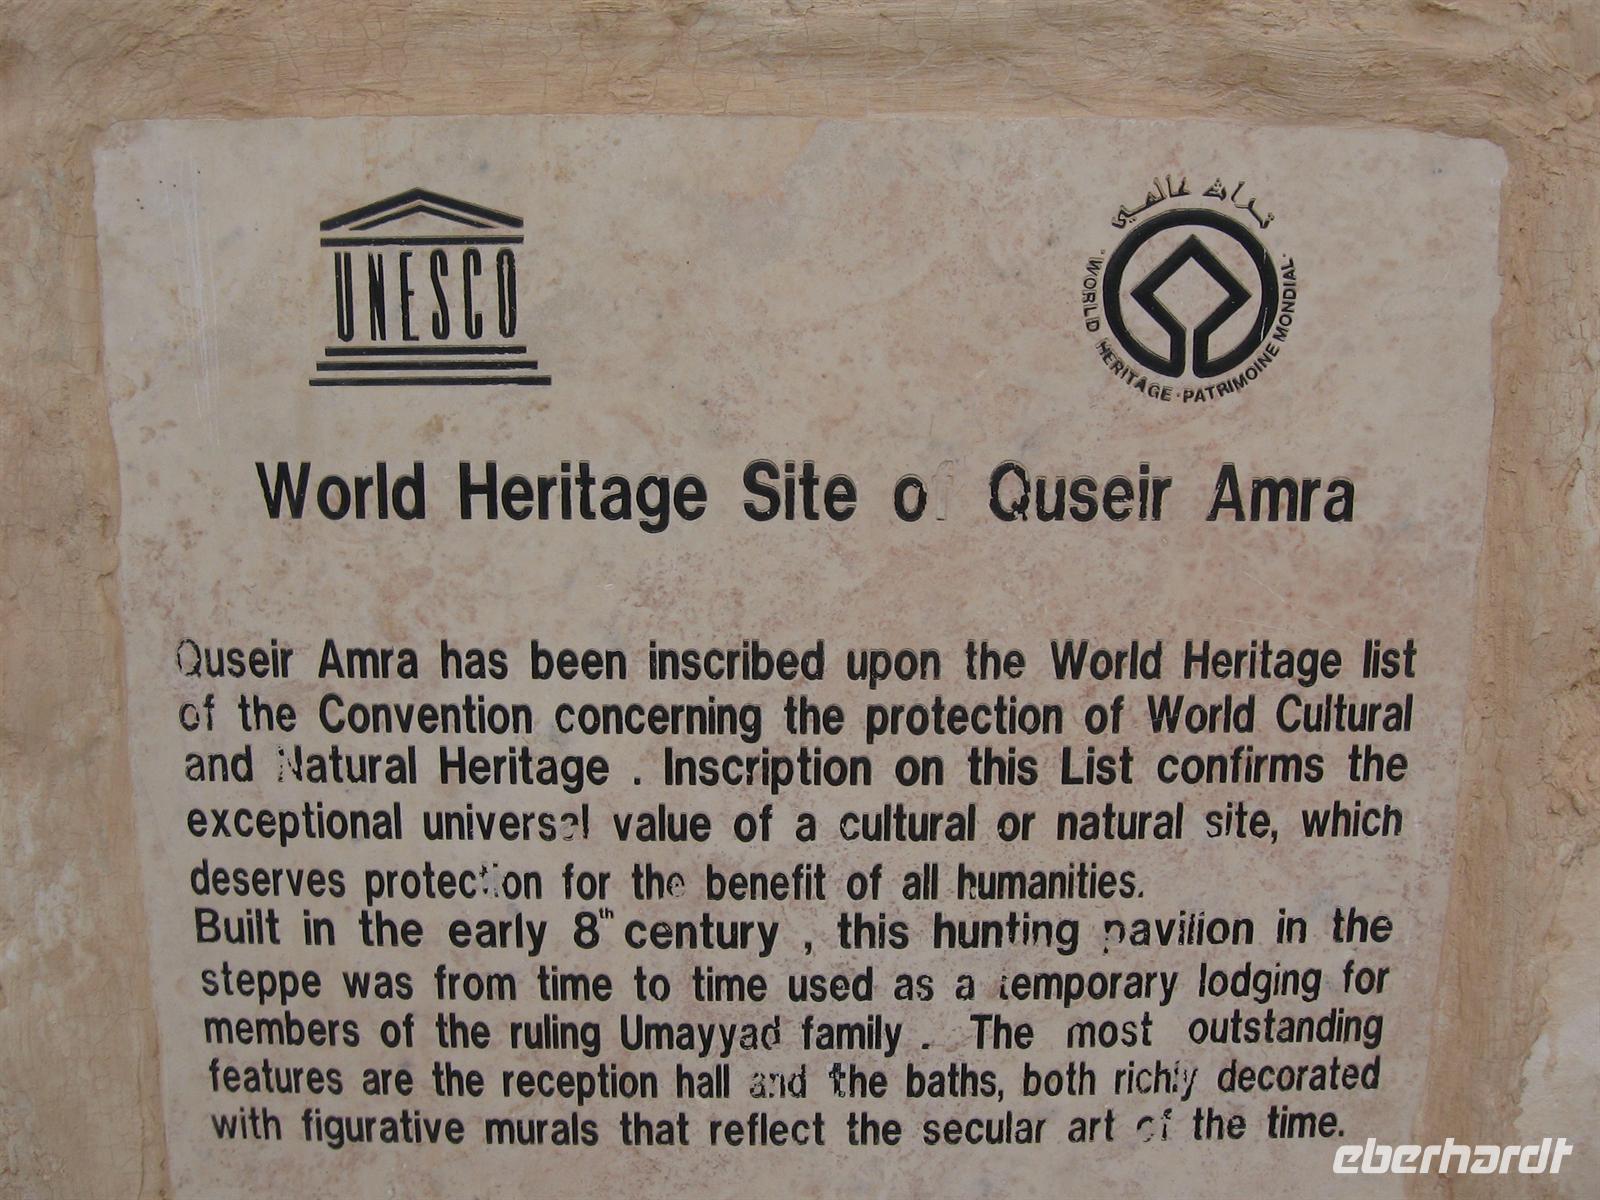 UNESCO
تراث عالمي
WORLD HERITAGE · PATRIMOINE MONDIAL
World Heritage Site of Quseir Amra
Quseir Amra has been inscribed upon the World Heritage list
of the Convention concerning the protection of World Cultural
and Natural Heritage . Inscription on this List confirms the
exceptional universal value of a cultural or natural site, which
deserves protection for the benefit of all humanities.
Built in the early 8th century , this hunting pavilion in the
steppe was from time to time used as a temporary lodging for
members of the ruling Umayyad family . The most outstanding
features are the reception hall and the baths, both richly decorated
with figurative murals that reflect the secular art of the time.
eberhardt